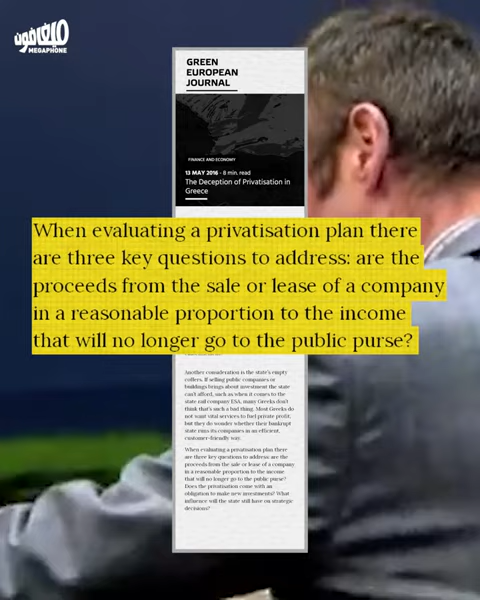 ميغافون
MEGAPHONE
GREEN
EUROPEAN
JOURNAL
FINANCE AND ECONOMY
13 MAY 2016 - 8 min. read
The Deception of Privatisation in
Greece
When evaluating a privatisation plan there
are three key questions to address: are the
proceeds from the sale or lease of a company
in a reasonable proportion to the income
that will no longer go to the public purse?
Another consideration is the state's empty
coffers. If selling public companies or
buildings brings about investment the state
can't afford, such as when it comes to the
state rail company ESA, many Greeks don't
think that's such a bad thing. Most Greeks do
not want vital services to fuel private profit,
but they do wonder whether their bankrupt
state runs its companies in an efficient,
customer-friendly way.
When evaluating a privatisation plan there
are three key questions to address: are the
proceeds from the sale or lease of a company
in a reasonable proportion to the income
that will no longer go to the public purse?
Does the privatisation come with an
obligation to make new investments? What
influence will the state still have on strategic
decisions?